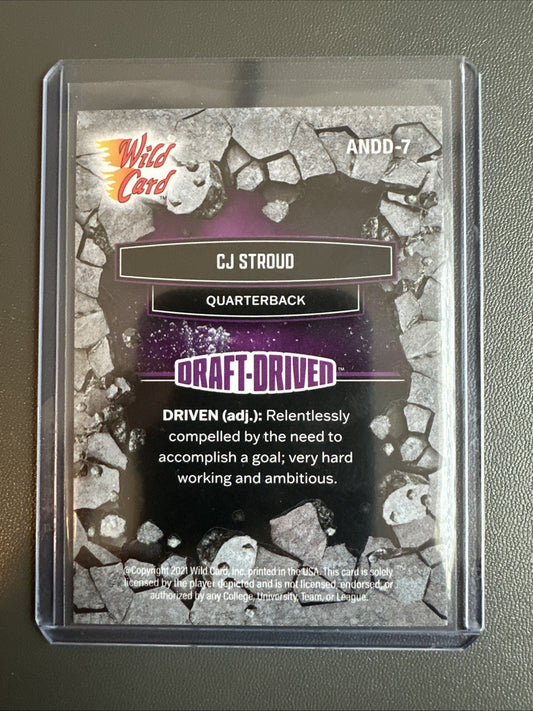 Wild
Card™
ANDD-7
CJ STROUD
QUARTERBACK
DRAFT-DRIVEN™
DRIVEN (adj.): Relentlessly
compelled by the need to
accomplish a goal; very hard
working and ambitious.
©Copyright 2021 Wild Card, Inc. printed in the USA. This card is solely
licensed by the player depicted and is not licensed, endorsed, or
authorized by any College, University, Team, or League.